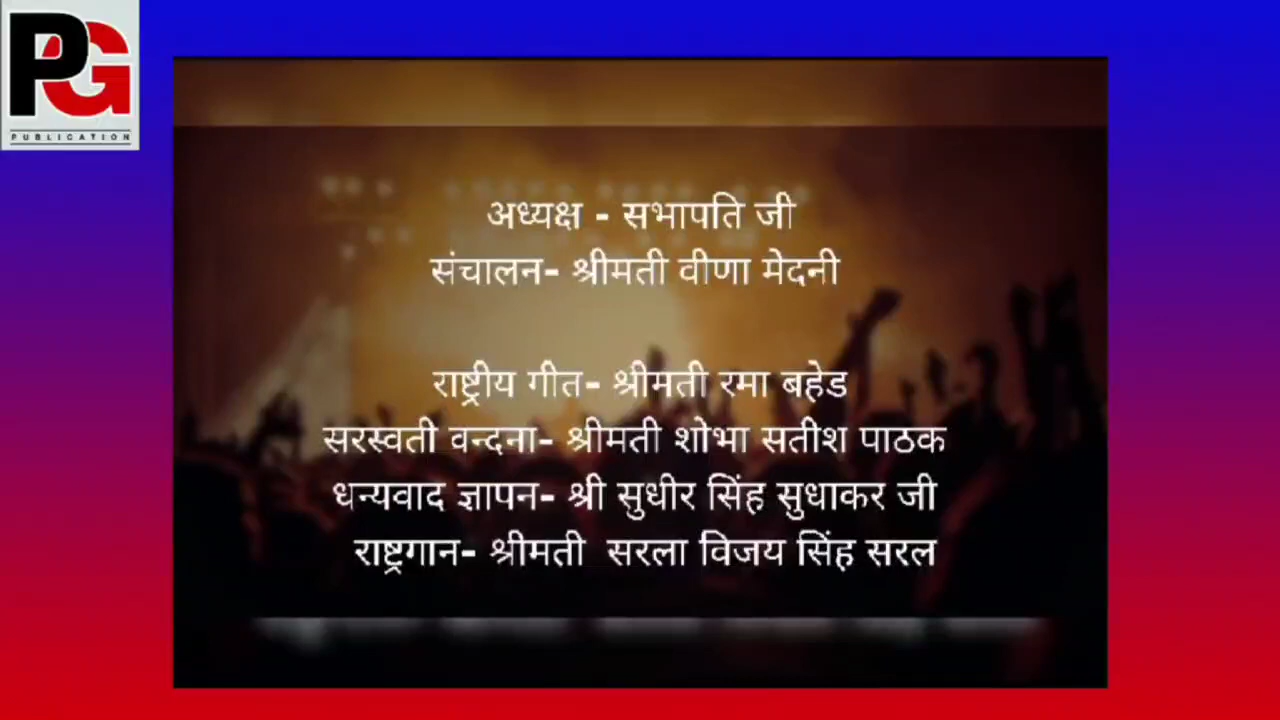 PG
PUBLICATION
अध्यक्ष - सभापति जी
संचालन- श्रीमती वीणा मेदनी
राष्ट्रीय गीत- श्रीमती रमा बहेड
सरस्वती वन्दना- श्रीमती शोभा सतीश पाठक
धन्यवाद ज्ञापन- श्री सुधीर सिंह सुधाकर जी
राष्ट्रगान- श्रीमती सरला विजय सिंह सरल